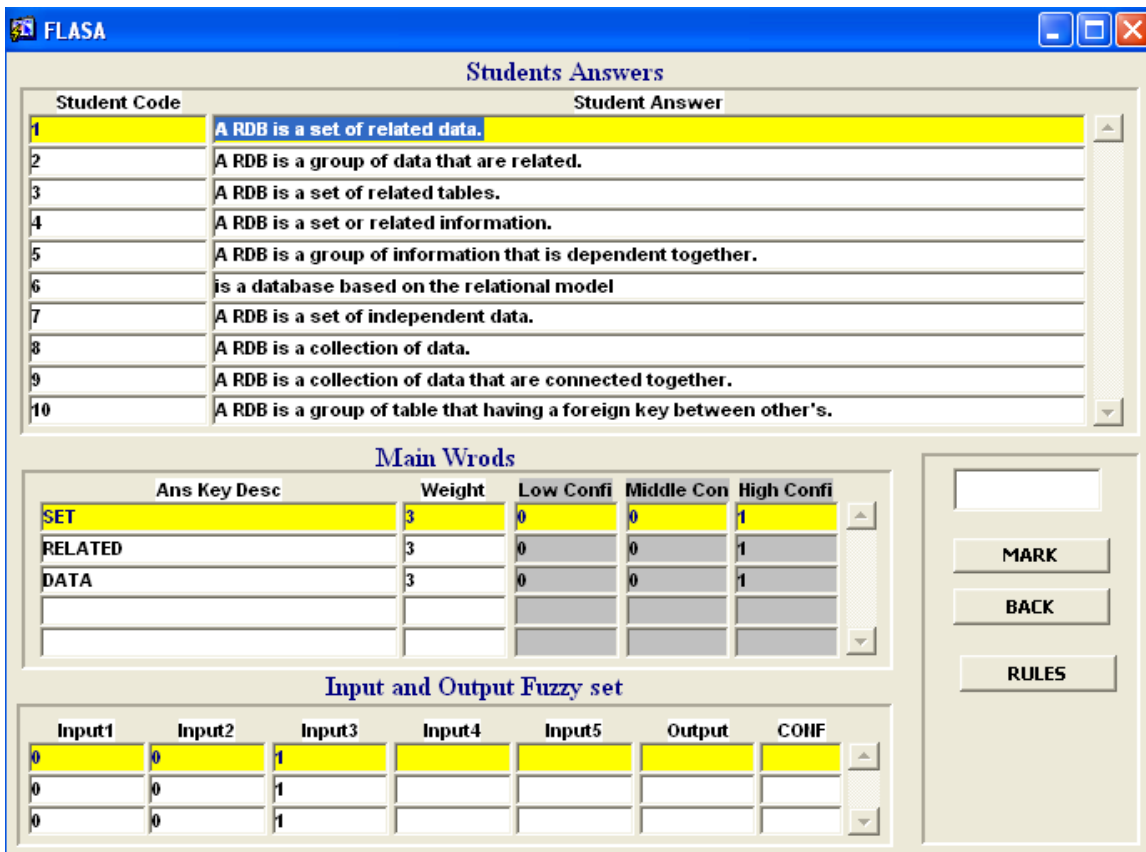 FLASA
Students Answers
Student Code Student Answer
1 A RDB is a set of related data.
2 A RDB is a group of data that are related.
3 A RDB is a set of related tables.
4 A RDB is a set or related information.
5 A RDB is a group of information that is dependent together.
6 is a database based on the relational model
7 A RDB is a set of independent data.
8 A RDB is a collection of data.
9 A RDB is a collection of data that are connected together.
10 A RDB is a group of table that having a foreign key between other's.
Main Wrods
Ans Key Desc Weight Low Confi Middle Con High Confi
SET 3 0 0 1
RELATED 3 0 0 1
DATA 3 0 0 1
MARK
BACK
RULES
Input and Output Fuzzy set
Input1 Input2 Input3 Input4 Input5 Output CONF
0 0 1
0 0 1
0 0 1